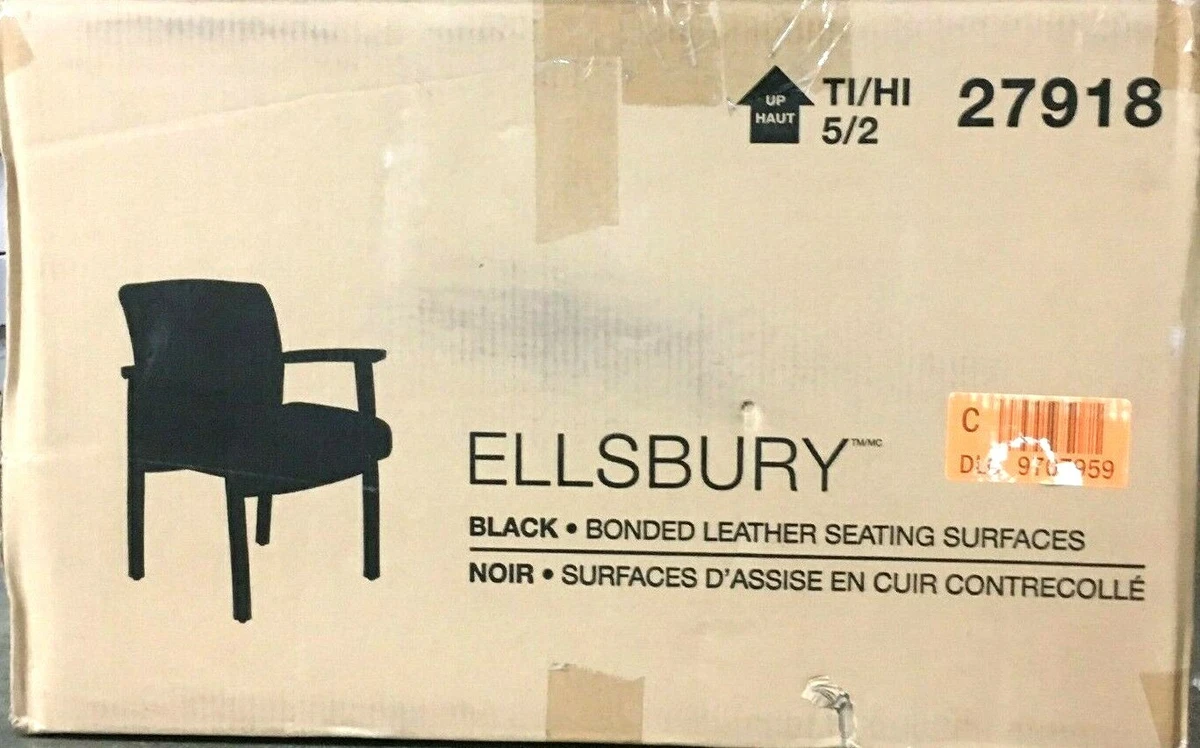 UP
HAUT
TI/HI
5/2
27918
ELLSBURY™/MC
BLACK • BONDED LEATHER SEATING SURFACES
NOIR • SURFACES D'ASSISE EN CUIR CONTRECOLLÉ
C